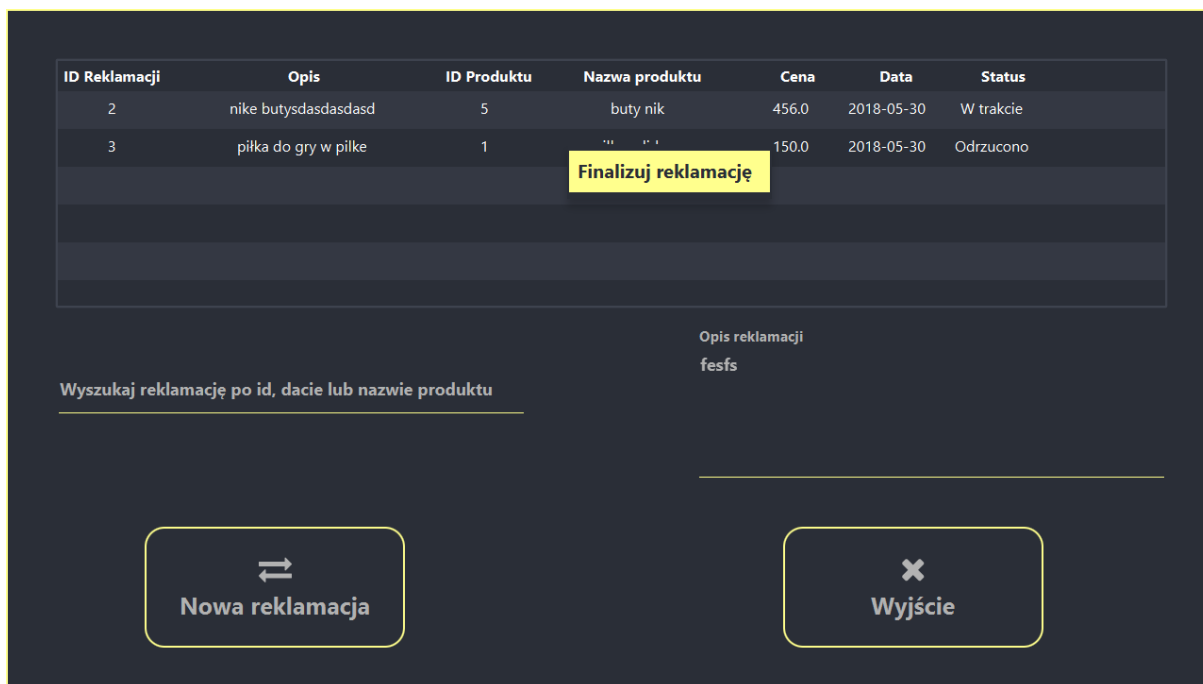 ID Reklamacji Opis ID Produktu Nazwa produktu Cena Data Status
2 nike butysdasdasdasd 5 buty nik 456.0 2018-05-30 W trakcie
3 piłka do gry w pilke 1 150.0 2018-05-30 Odrzucono
Finalizuj reklamację
Opis reklamacji
fesfs
Wyszukaj reklamację po id, dacie lub nazwie produktu
Nowa reklamacja
Wyjście